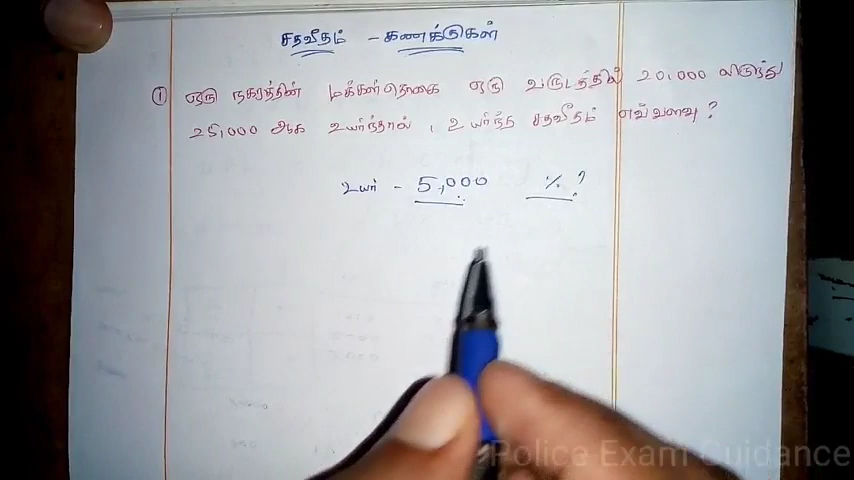 சதவீதம் - கணக்குகள்
① ஒரு நகரத்தின் மக்கள்தொகை ஒரு வருடத்தில் 20,000 லிருந்து
25,000 ஆக உயர்ந்தால், உயர்ந்த சதவீதம் எவ்வளவு?
உயர் - 5,000 % ?
Police Exam Guidance